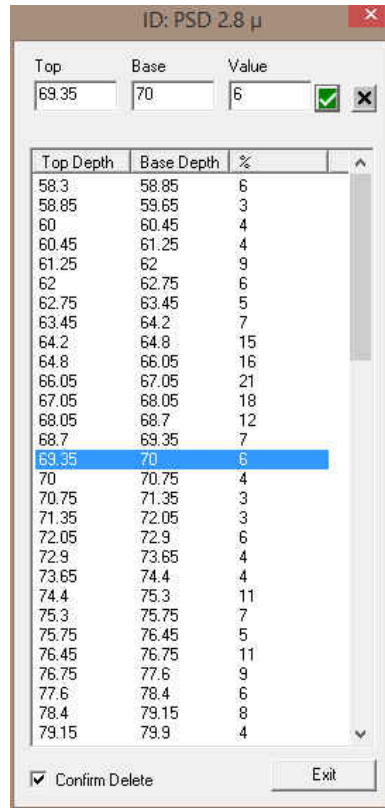 ID: PSD 2.8 µ
Top Base Value
69.35 70 6
Top Depth Base Depth %
58.3 58.85 6
58.85 59.65 3
60 60.45 4
60.45 61.25 4
61.25 62 9
62 62.75 6
62.75 63.45 5
63.45 64.2 7
64.2 64.8 15
64.8 66.05 16
66.05 67.05 21
67.05 68.05 18
68.05 68.7 12
68.7 69.35 7
69.35 70 6
70 70.75 4
70.75 71.35 3
71.35 72.05 3
72.05 72.9 6
72.9 73.65 4
73.65 74.4 4
74.4 75.3 11
75.3 75.75 7
75.75 76.45 5
76.45 76.75 11
76.75 77.6 9
77.6 78.4 6
78.4 79.15 8
79.15 79.9 4
Confirm Delete Exit